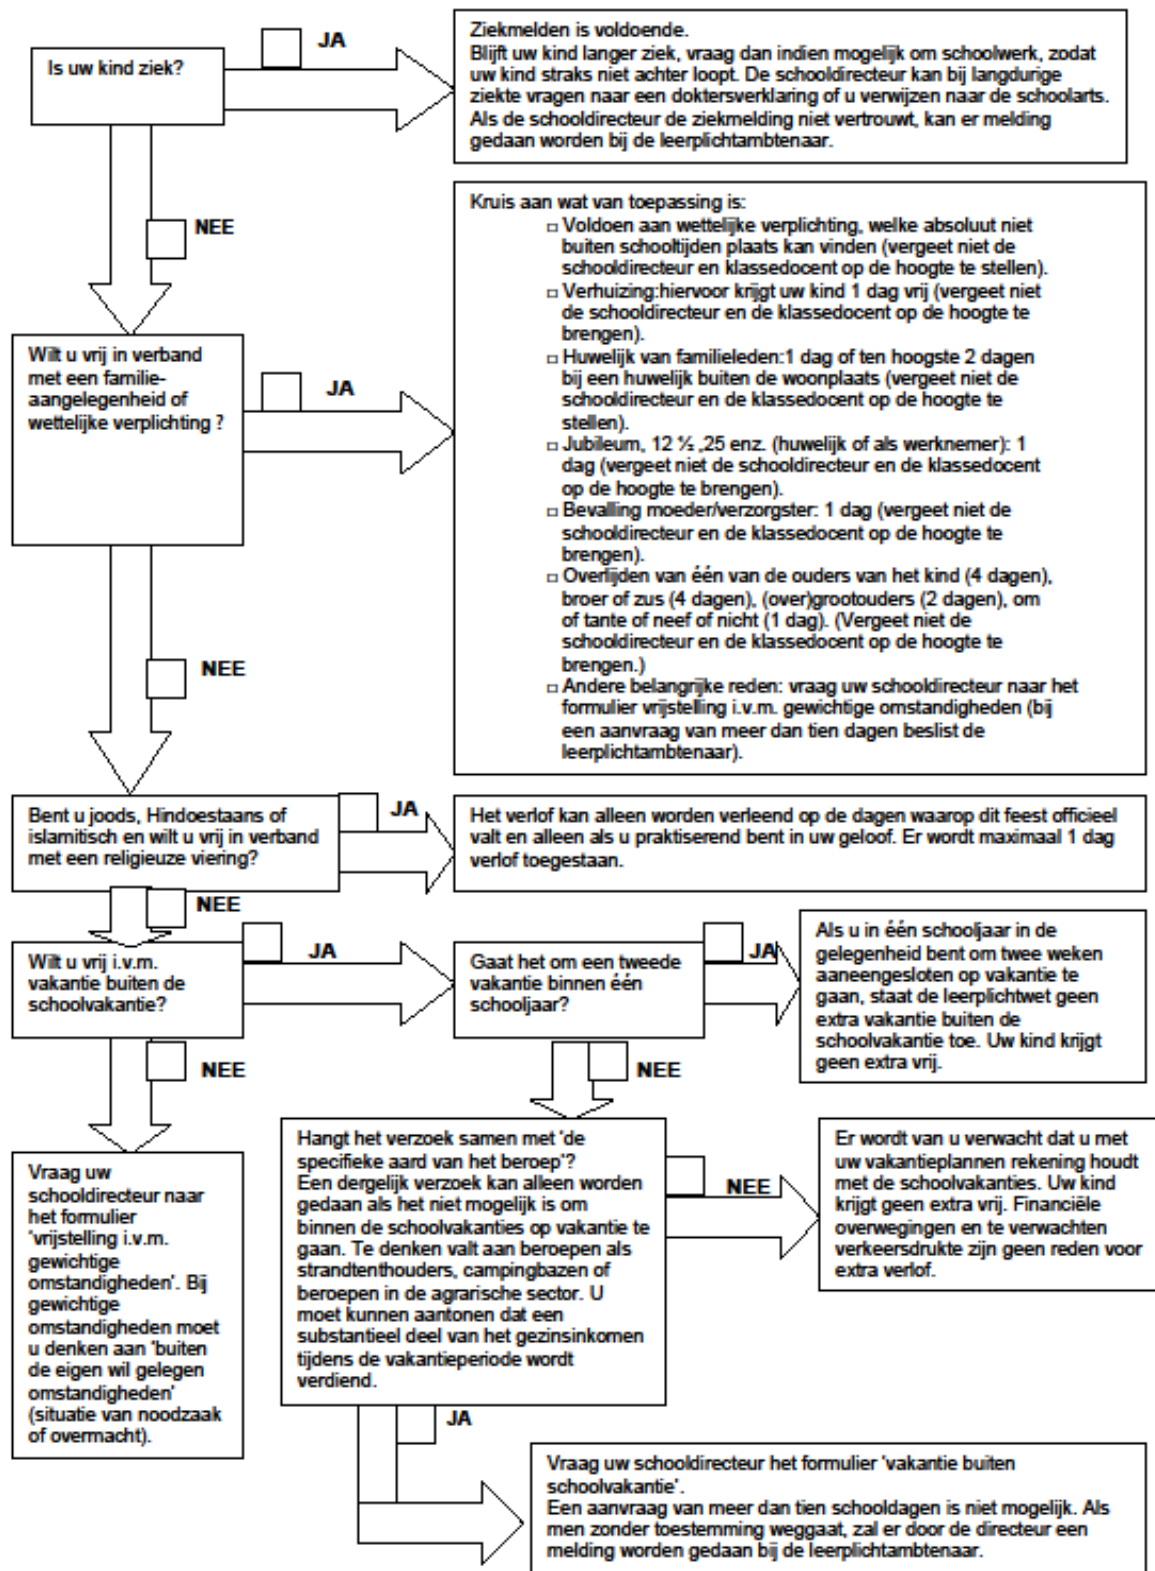 Is uw kind ziek?
JA
Ziekmelden is voldoende.
Blijft uw kind langer ziek, vraag dan indien mogelijk om schoolwerk, zodat
uw kind straks niet achter loopt. De schooldirecteur kan bij langdurige
ziekte vragen naar een doktersverklaring of u verwijzen naar de schoolarts.
Als de schooldirecteur de ziekmelding niet vertrouwt, kan er melding
gedaan worden bij de leerplichtambtenaar.
NEE
Wilt u vrij in verband
met een familie-
aangelegenheid of
wettelijke verplichting ?
JA
Kruis aan wat van toepassing is:
□ Voldoen aan wettelijke verplichting, welke absoluut niet
buiten schooltijden plaats kan vinden (vergeet niet de
schooldirecteur en klassedocent op de hoogte te stellen).
□ Verhuizing:hiervoor krijgt uw kind 1 dag vrij (vergeet niet
de schooldirecteur en de klassedocent op de hoogte te
brengen).
□ Huwelijk van familieleden:1 dag of ten hoogste 2 dagen
bij een huwelijk buiten de woonplaats (vergeet niet de
schooldirecteur en de klassedocent op de hoogte te
stellen).
□ Jubileum, 12 ½ ,25 enz. (huwelijk of als werknemer): 1
dag (vergeet niet de schooldirecteur en de klassedocent
op de hoogte te brengen).
□ Bevalling moeder/verzorgster: 1 dag (vergeet niet de
schooldirecteur en de klassedocent op de hoogte te
brengen).
□ Overlijden van één van de ouders van het kind (4 dagen),
broer of zus (4 dagen), (over)grootouders (2 dagen), om
of tante of neef of nicht (1 dag). (Vergeet niet de
schooldirecteur en de klassedocent op de hoogte te
brengen.)
□ Andere belangrijke reden: vraag uw schooldirecteur naar het
formulier vrijstelling i.v.m. gewichtige omstandigheden (bij
een aanvraag van meer dan tien dagen beslist de
leerplichtambtenaar).
NEE
Bent u joods, Hindoestaans of
islamitisch en wilt u vrij in verband
met een religieuze viering?
JA
Het verlof kan alleen worden verleend op de dagen waarop dit feest officieel
valt en alleen als u praktiserend bent in uw geloof. Er wordt maximaal 1 dag
verlof toegestaan.
NEE
Wilt u vrij i.v.m.
vakantie buiten de
schoolvakantie?
JA
Gaat het om een tweede
vakantie binnen één
schooljaar?
JA
Als u in één schooljaar in de
gelegenheid bent om twee weken
aaneengesloten op vakantie te
gaan, staat de leerplichtwet geen
extra vakantie buiten de
schoolvakantie toe. Uw kind krijgt
geen extra vrij.
NEE
NEE
Vraag uw
schooldirecteur naar
het formulier
'vrijstelling i.v.m.
gewichtige
omstandigheden'. Bij
gewichtige
omstandigheden moet
u denken aan 'buiten
de eigen wil gelegen
omstandigheden'
(situatie van noodzaak
of overmacht).
Hangt het verzoek samen met 'de
specifieke aard van het beroep'?
Een dergelijk verzoek kan alleen worden
gedaan als het niet mogelijk is om
binnen de schoolvakanties op vakantie te
gaan. Te denken valt aan beroepen als
strandtenthouders, campingbazen of
beroepen in de agrarische sector. U
moet kunnen aantonen dat een
substantieel deel van het gezinsinkomen
tijdens de vakantieperiode wordt
verdiend.
NEE
Er wordt van u verwacht dat u met
uw vakantieplannen rekening houdt
met de schoolvakanties. Uw kind
krijgt geen extra vrij. Financiële
overwegingen en te verwachten
verkeersdrukte zijn geen reden voor
extra verlof.
JA
Vraag uw schooldirecteur het formulier 'vakantie buiten
schoolvakantie'.
Een aanvraag van meer dan tien schooldagen is niet mogelijk. Als
men zonder toestemming weggaat, zal er door de directeur een
melding worden gedaan bij de leerplichtambtenaar.